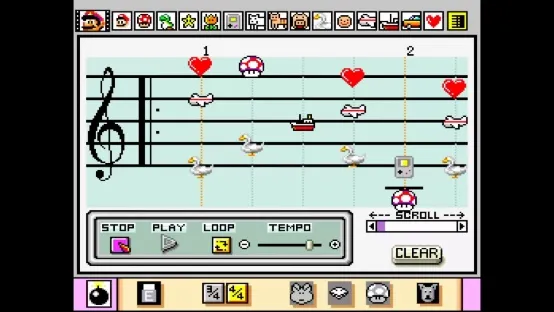 1 2
STOP PLAY LOOP TEMPO
←-- SCROLL --→
CLEAR
3/4 4/4